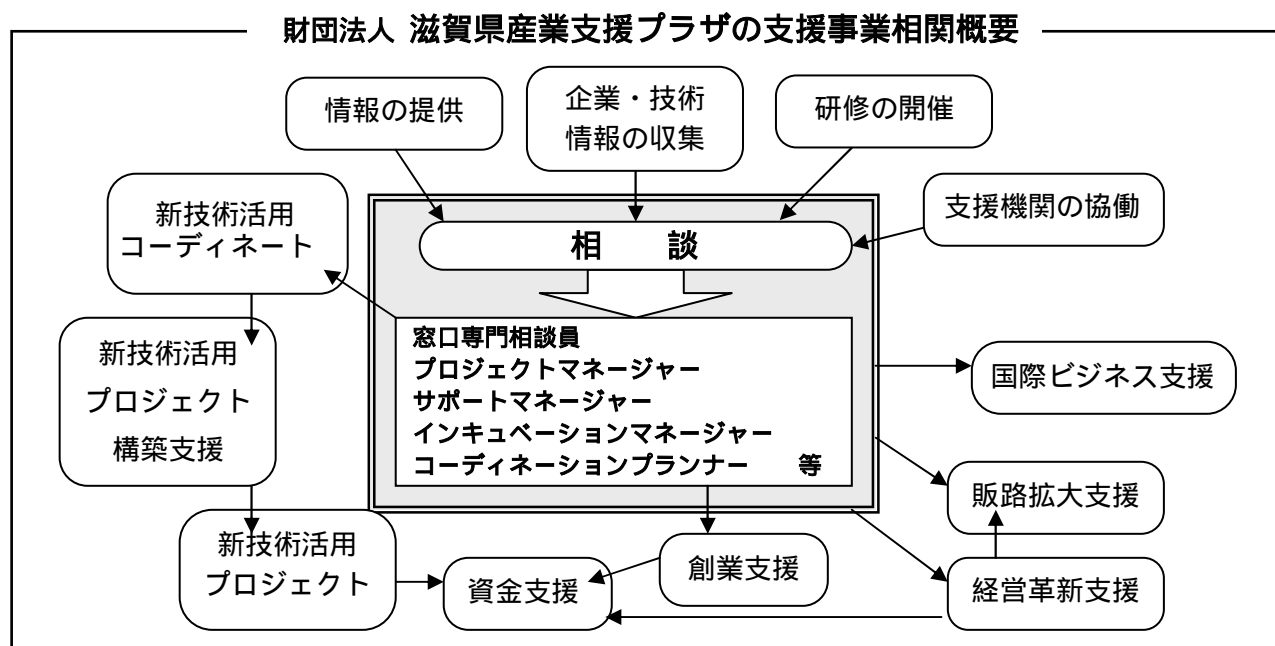 財団法人 滋賀県産業支援プラザの支援事業相関概要
情報の提供
企業・技術
情報の収集
研修の開催
支援機関の協働
新技術活用
コーディネート
相　談
窓口専門相談員
プロジェクトマネージャー
サポートマネージャー
インキュベーションマネージャー
コーディネーションプランナー　等
新技術活用
プロジェクト
構築支援
国際ビジネス支援
販路拡大支援
新技術活用
プロジェクト
資金支援
創業支援
経営革新支援